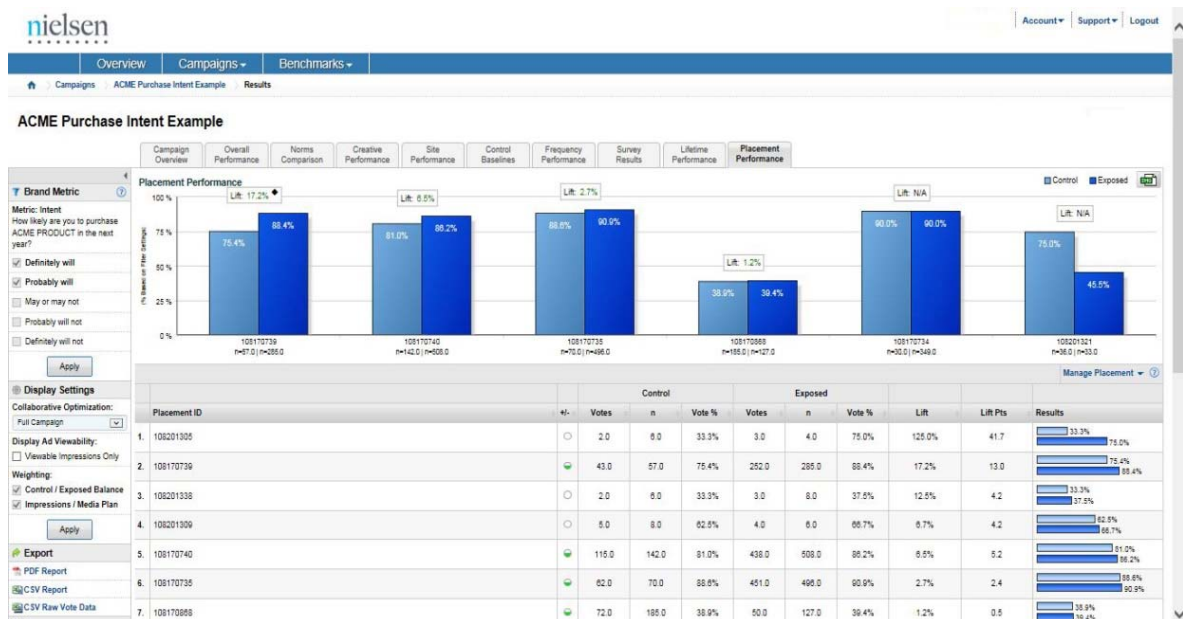 nielsen
Account Support Logout
Overview Campaigns Benchmarks
Campaigns ACME Purchase Intent Example Results
ACME Purchase Intent Example
Campaign Overview
Overall Performance
Norms Comparison
Creative Performance
Site Performance
Control Baselines
Frequency Performance
Survey Results
Lifetime Performance
Placement Performance
Brand Metric
Metric: Intent
How likely are you to purchase
ACME PRODUCT in the next
year?
Definitely will
Probably will
May or may not
Probably will not
Definitely will not
Apply
Display Settings
Collaborative Optimization:
Full Campaign
Display Ad Viewability:
Viewable Impressions Only
Weighting:
Control / Exposed Balance
Impressions / Media Plan
Apply
Export
PDF Report
CSV Report
CSV Raw Vote Data
Placement Performance
Control Exposed
(% Based on Filter Settings)
100 %
75 %
50 %
25 %
0 %
Lift: 17.2%
75.4% 88.4%
108170739
n=57.0 | n=285.0
Lift: 6.5%
81.0% 86.2%
108170740
n=142.0 | n=508.0
Lift: 2.7%
88.6% 90.9%
108170735
n=70.0 | n=496.0
Lift: 1.2%
38.9% 39.4%
108170868
n=185.0 | n=127.0
Lift: N/A
90.0% 90.0%
108170734
n=30.0 | n=349.0
Lift: N/A
75.0% 45.5%
108201321
n=36.0 | n=33.0
Manage Placement
Control Exposed
Placement ID +/- Votes n Vote % Votes n Vote % Lift Lift Pts Results
1. 108201305 2.0 6.0 33.3% 3.0 4.0 75.0% 125.0% 41.7 33.3% 75.0%
2. 108170739 43.0 57.0 75.4% 252.0 285.0 88.4% 17.2% 13.0 75.4% 88.4%
3. 108201338 2.0 6.0 33.3% 3.0 8.0 37.5% 12.5% 4.2 33.3% 37.5%
4. 108201309 5.0 8.0 62.5% 4.0 6.0 66.7% 6.7% 4.2 62.5% 66.7%
5. 108170740 115.0 142.0 81.0% 438.0 508.0 86.2% 6.5% 5.2 81.0% 86.2%
6. 108170735 62.0 70.0 88.6% 451.0 496.0 90.9% 2.7% 2.4 88.6% 90.9%
7. 108170868 72.0 185.0 38.9% 50.0 127.0 39.4% 1.2% 0.5 38.9% 39.4%